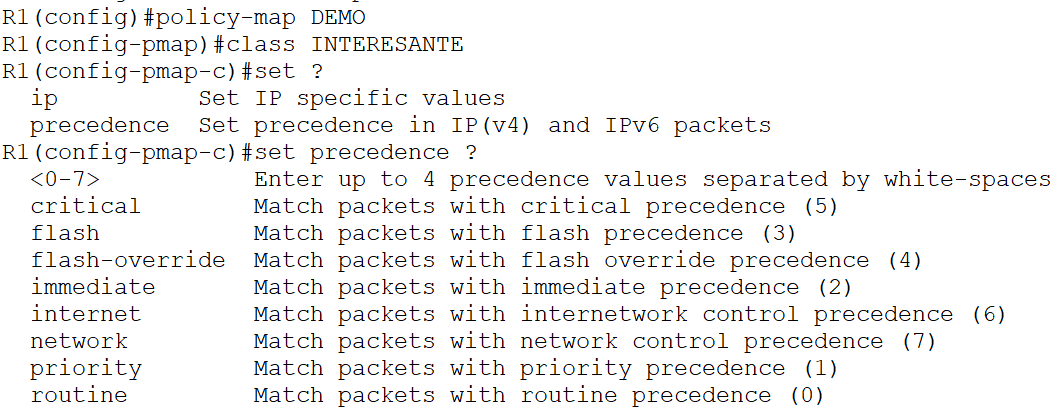 R1(config)#policy-map DEMO
R1(config-pmap)#class INTERESANTE
R1(config-pmap-c)#set ?
  ip          Set IP specific values
  precedence  Set precedence in IP(v4) and IPv6 packets
R1(config-pmap-c)#set precedence ?
  <0-7>           Enter up to 4 precedence values separated by white-spaces
  critical        Match packets with critical precedence (5)
  flash           Match packets with flash precedence (3)
  flash-override  Match packets with flash override precedence (4)
  immediate       Match packets with immediate precedence (2)
  internet        Match packets with internetwork control precedence (6)
  network         Match packets with network control precedence (7)
  priority        Match packets with priority precedence (1)
  routine         Match packets with routine precedence (0)